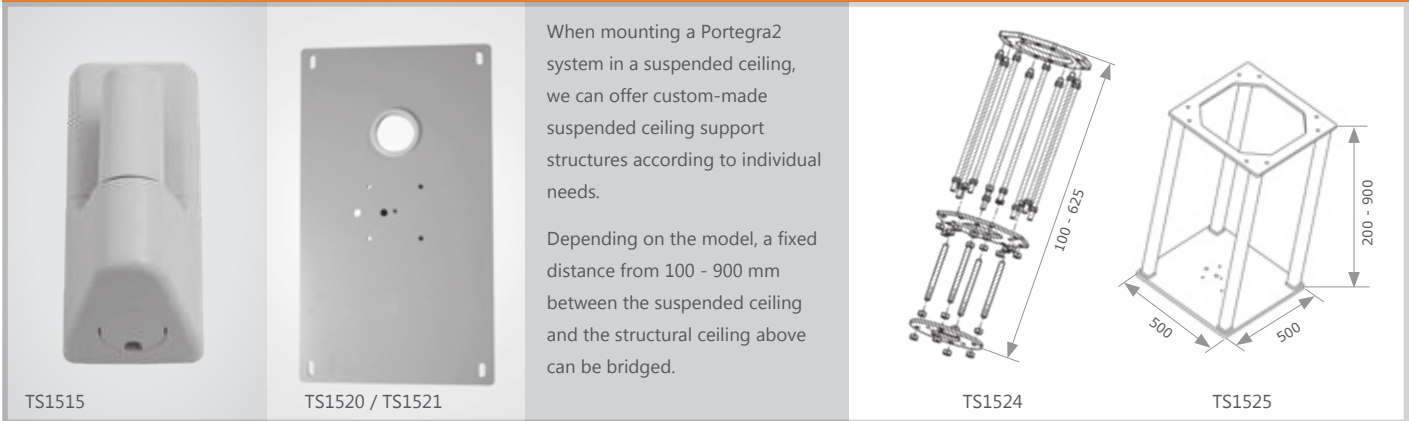 TS1515
TS1520 / TS1521
When mounting a Portegra2
system in a suspended ceiling,
we can offer custom-made
suspended ceiling support
structures according to individual
needs.
Depending on the model, a fixed
distance from 100 - 900 mm
between the suspended ceiling
and the structural ceiling above
can be bridged.
100 - 625
TS1524
200 - 900
500
500
TS1525